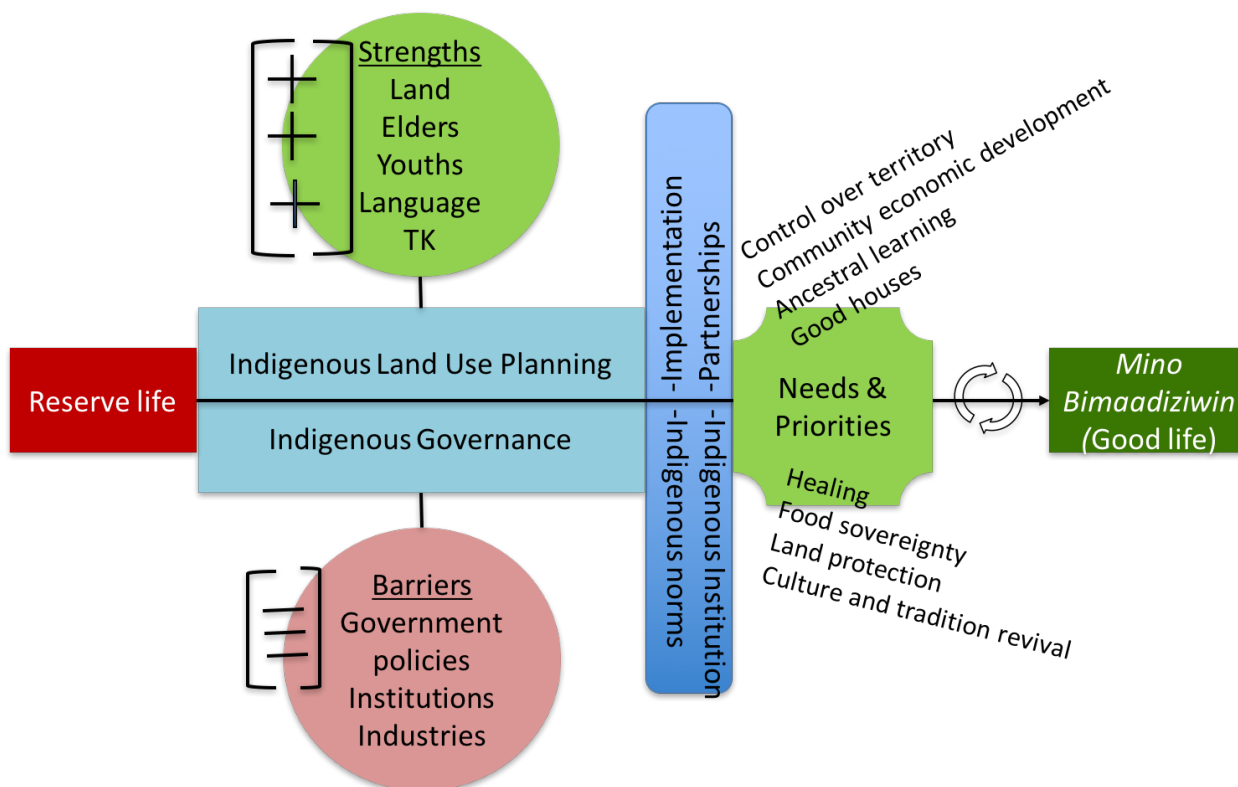 Strengths
Land
Elders
Youths
Language
TK
Reserve life
Indigenous Land Use Planning
Indigenous Governance
Barriers
Government
policies
Institutions
Industries
-Implementation
-Partnerships
- Indigenous norms
-Indigenous Institution
Control over territory
Community economic development
Ancestral learning
Good houses
Needs &
Priorities
Healing
Food sovereignty
Land protection
Culture and tradition revival
Mino
Bimaadiziwin
(Good life)